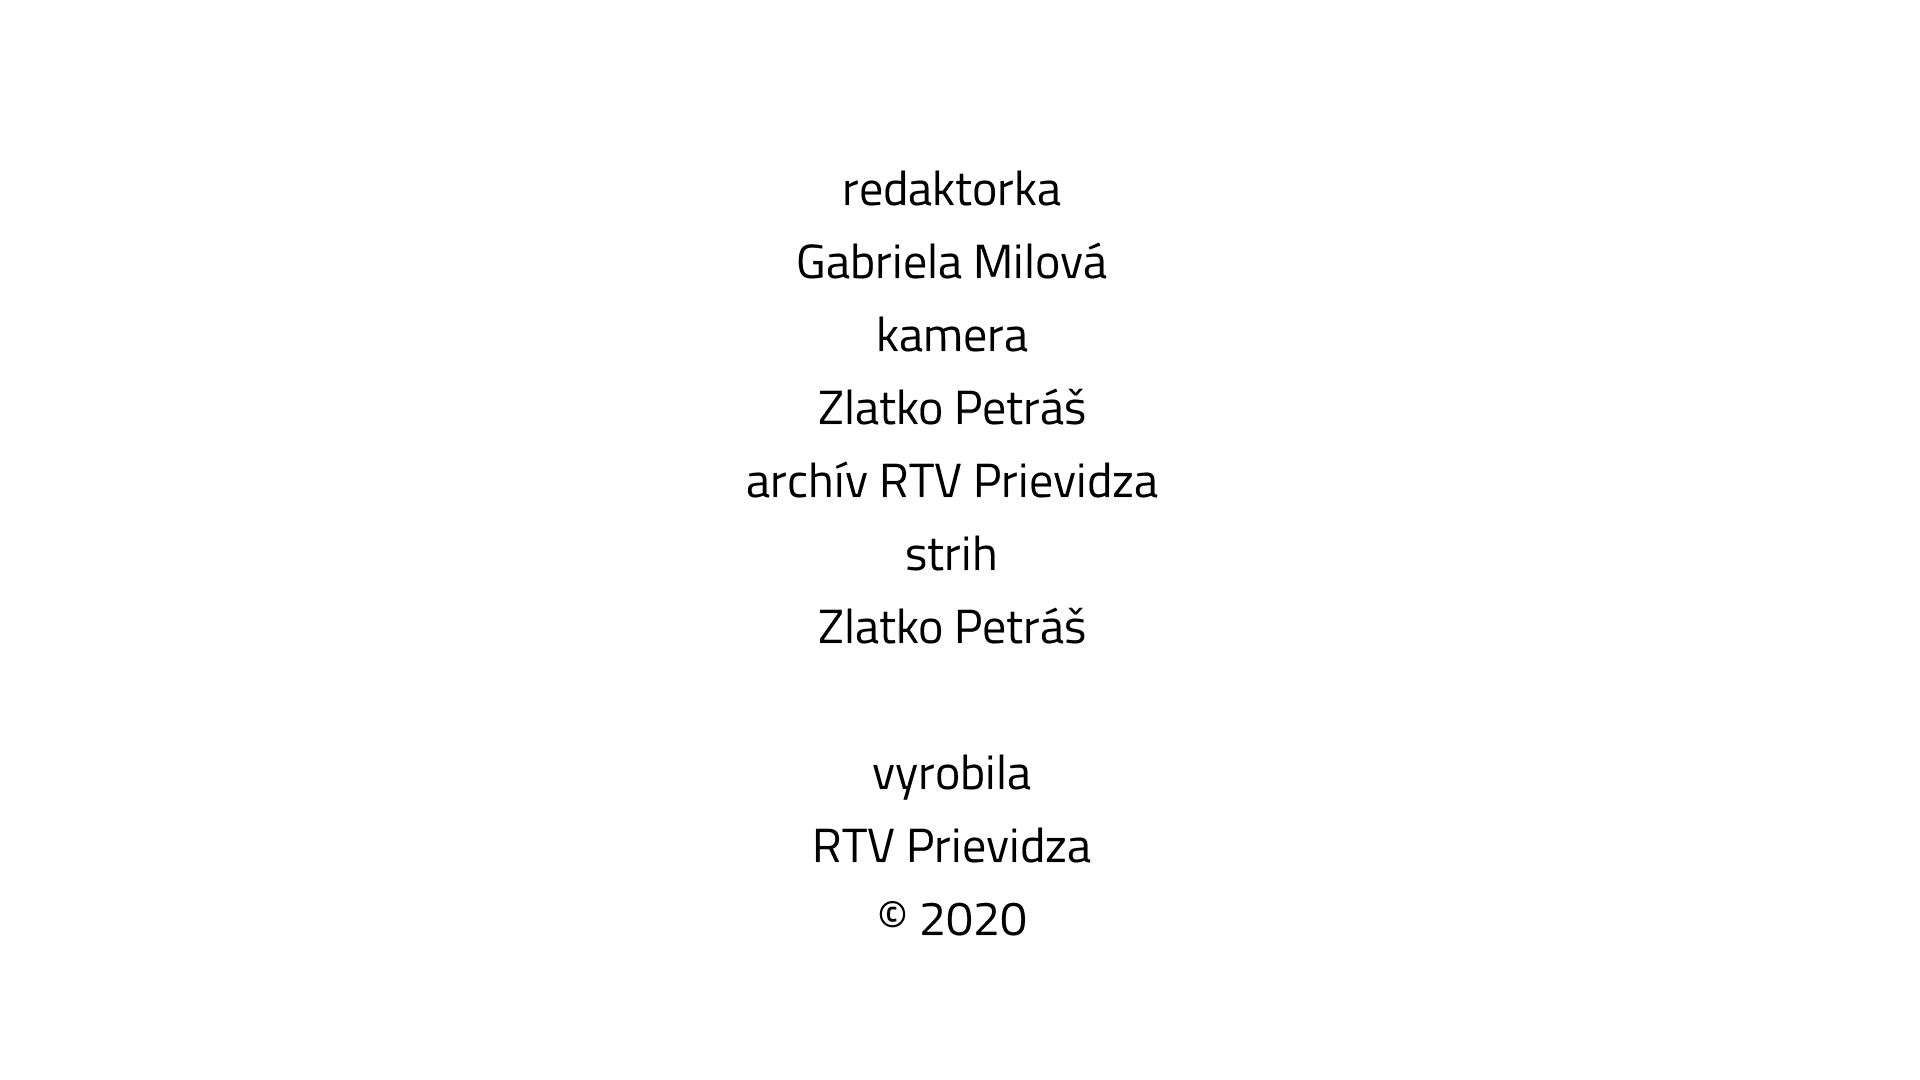 redaktorka
Gabriela Milová
kamera
Zlatko Petráš
archív RTV Prievidza
strih
Zlatko Petráš
vyrobila
RTV Prievidza
© 2020